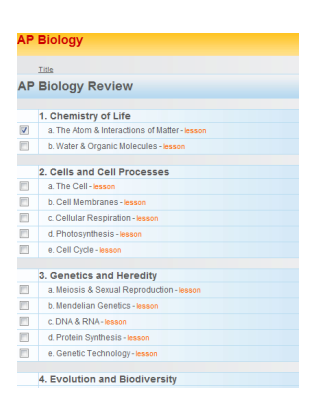 AP Biology
Title
AP Biology Review
1. Chemistry of Life
a. The Atom & Interactions of Matter - lesson
b. Water & Organic Molecules - lesson
2. Cells and Cell Processes
a. The Cell - lesson
b. Cell Membranes - lesson
c. Cellular Respiration - lesson
d. Photosynthesis - lesson
e. Cell Cycle - lesson
3. Genetics and Heredity
a. Meiosis & Sexual Reproduction - lesson
b. Mendelian Genetics - lesson
c. DNA & RNA - lesson
d. Protein Synthesis - lesson
e. Genetic Technology - lesson
4. Evolution and Biodiversity